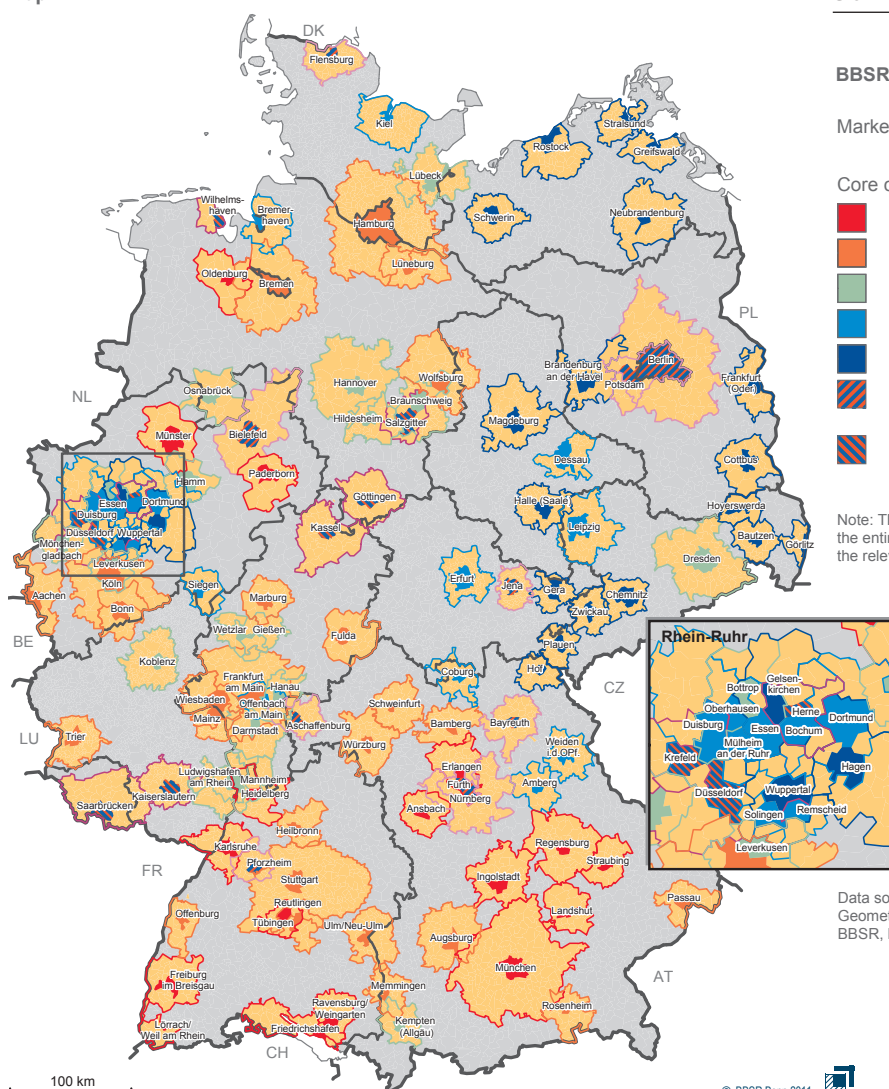 DK
Flensburg
Kiel
Stralsund
Rostock
Greifswald
Lübeck
Wilhelms-
haven
Bremer-
haven
Schwerin
Neubrandenburg
Hamburg
Oldenburg
Lüneburg
Bremen
PL
NL
Osnabrück
Hannover
Wolfsburg
Braunschweig
Hildesheim
Salzgitter
Brandenburg
an der Havel
Berlin
Potsdam
Frankfurt
(Oder)
Münster
Bielefeld
Magdeburg
Paderborn
Hamm
Dessau
Cottbus
Essen
Dortmund
Duisburg
Düsseldorf
Wuppertal
Mönchen-
gladbach
Leverkusen
Göttingen
Kassel
Halle (Saale)
Leipzig
Hoyerswerda
Bautzen
Görlitz
Dresden
Köln
Aachen
Bonn
Siegen
Marburg
Erfurt
Jena
Gera
Chemnitz
Zwickau
BE
Wetzlar
Gießen
Fulda
Plauen
Koblenz
Hof
Coburg
CZ
Frankfurt
am Main
Hanau
Wiesbaden
Offenbach
am Main
Mainz
Darmstadt
Aschaffenburg
Schweinfurt
Bamberg
Bayreuth
LU
Trier
Würzburg
Weiden
i.d.OPf.
Ludwigshafen
am Rhein
Mannheim
Heidelberg
Erlangen
Fürth
Nürnberg
Amberg
Kaiserslautern
Saarbrücken
Ansbach
Heilbronn
Karlsruhe
Regensburg
Straubing
FR
Pforzheim
Stuttgart
Ingolstadt
Reutlingen
Tübingen
Landshut
Passau
Offenburg
Ulm/Neu-Ulm
Augsburg
München
AT
Freiburg
im Breisgau
Memmingen
Rosenheim
Ravensburg/
Weingarten
Kempten
(Allgäu)
Lörrach/
Weil am Rhein
Friedrichshafen
CH
100 km
BBSR
Marke
Core
Note: Th
the entir
the relev
Rhein-Ruhr
Gelsen-
kirchen
Bottrop
Oberhausen
Herne
Dortmund
Duisburg
Essen
Bochum
Mülheim
an der Ruhr
Krefeld
Hagen
Düsseldorf
Wuppertal
Remscheid
Solingen
Leverkusen
Data so
Geomet
BBSR,